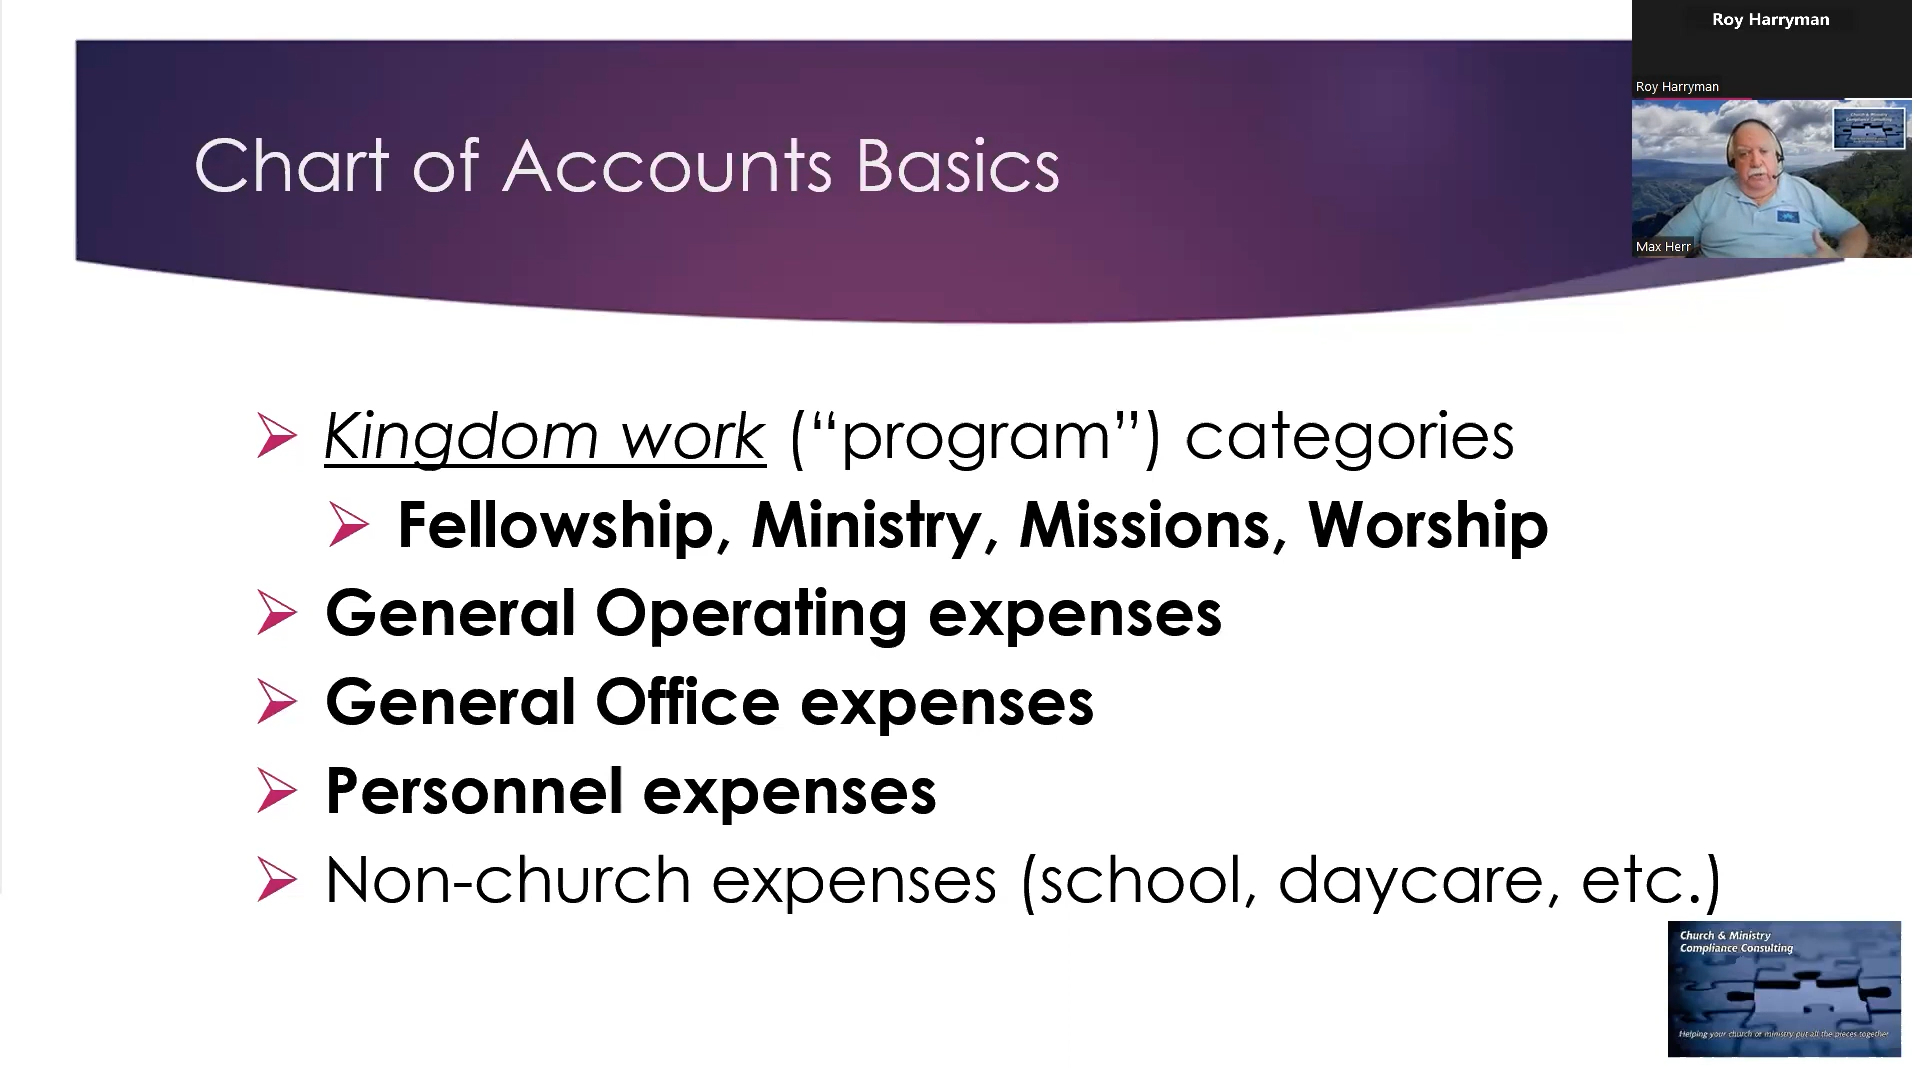 Roy Harryman
Roy Harryman
Max Herr
Chart of Accounts Basics
Kingdom work (“program”) categories
Fellowship, Ministry, Missions, Worship
General Operating expenses
General Office expenses
Personnel expenses
Non-church expenses (school, daycare, etc.)
Church & Ministry
Compliance Consulting
Helping your church or ministry put all the pieces together